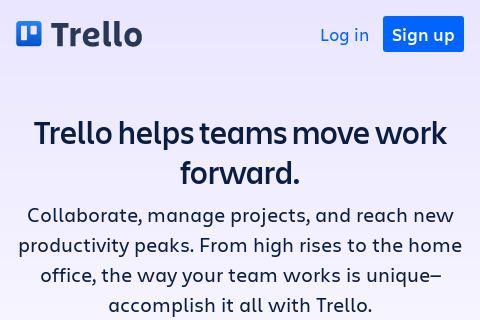 Trello
Log in
Sign up
Trello helps teams move work
forward.
Collaborate, manage projects, and reach new
productivity peaks. From high rises to the home
office, the way your team works is unique—
accomplish it all with Trello.